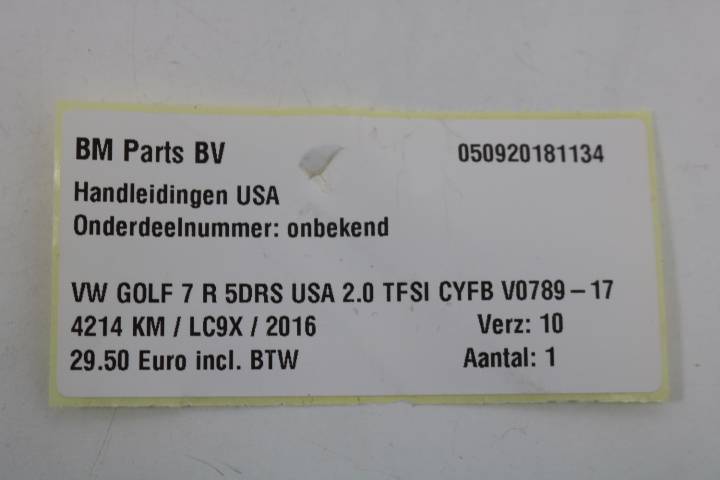 BM Parts BV 050920181134
Handleidingen USA
Onderdeelnummer: onbekend
VW GOLF 7 R 5DRS USA 2.0 TFSI CYFB V0789-17
4214 KM / LC9X / 2016 Verz: 10
29.50 Euro incl. BTW Aantal: 1